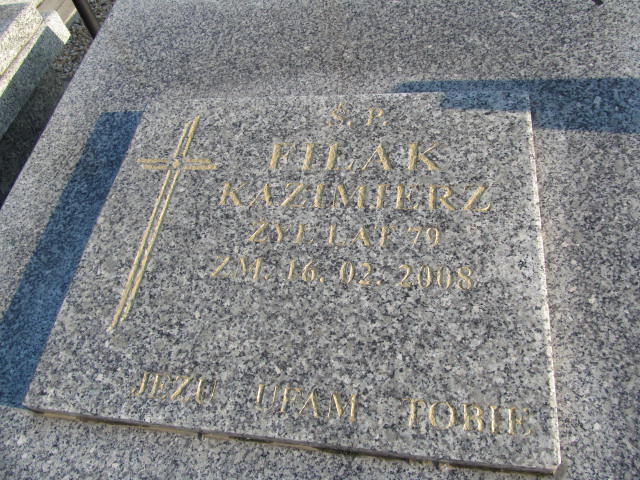 Ś. P.
FILAK
KAZIMIERZ
ŻYŁ LAT 79
ZM. 16. 02. 2008
JEZU UFAM TOBIE